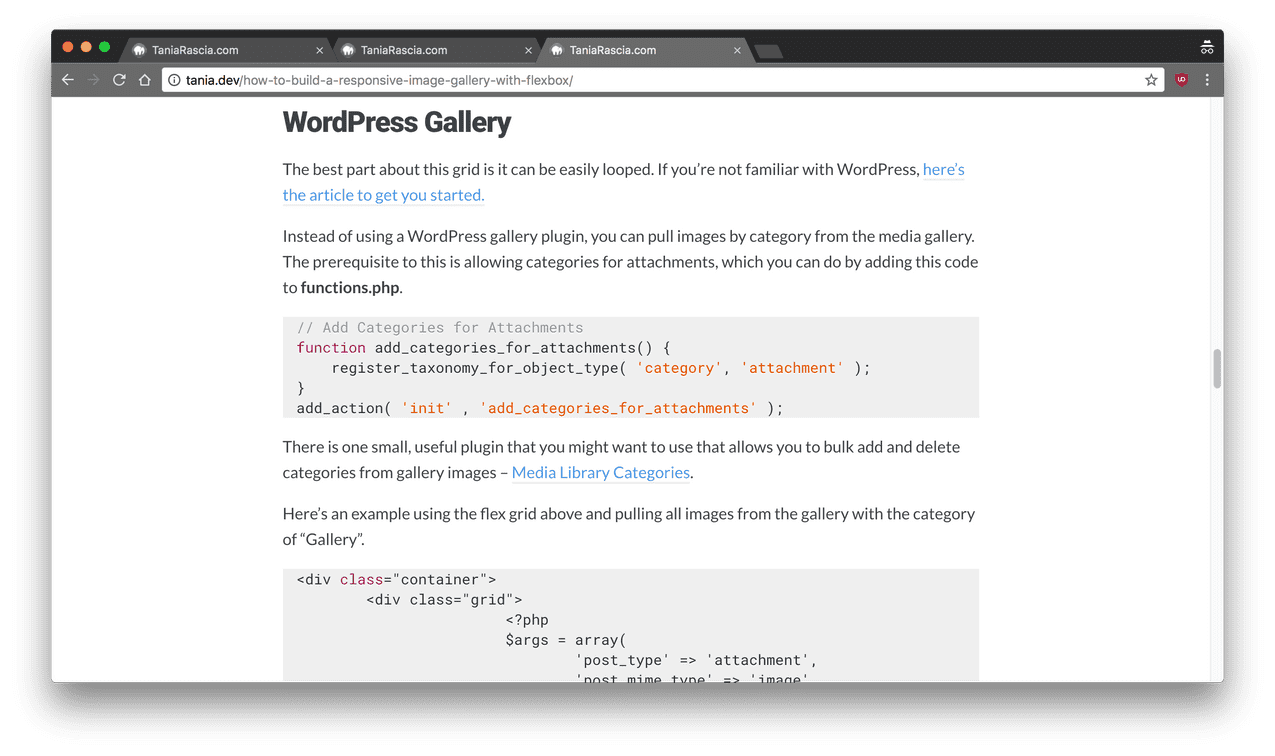 TaniaRascia.com
TaniaRascia.com
TaniaRascia.com
tania.dev/how-to-build-a-responsive-image-gallery-with-flexbox/
WordPress Gallery
The best part about this grid is it can be easily looped. If you’re not familiar with WordPress, here’s
the article to get you started.
Instead of using a WordPress gallery plugin, you can pull images by category from the media gallery.
The prerequisite to this is allowing categories for attachments, which you can do by adding this code
to functions.php.
// Add Categories for Attachments
function add_categories_for_attachments() {
    register_taxonomy_for_object_type( 'category', 'attachment' );
}
add_action( 'init' , 'add_categories_for_attachments' );
There is one small, useful plugin that you might want to use that allows you to bulk add and delete
categories from gallery images – Media Library Categories.
Here’s an example using the flex grid above and pulling all images from the gallery with the category
of “Gallery”.
<div class="container">
        <div class="grid">
                        <?php
                        $args = array(
                                'post_type' => 'attachment',
                                'post_mime_type' => 'image'